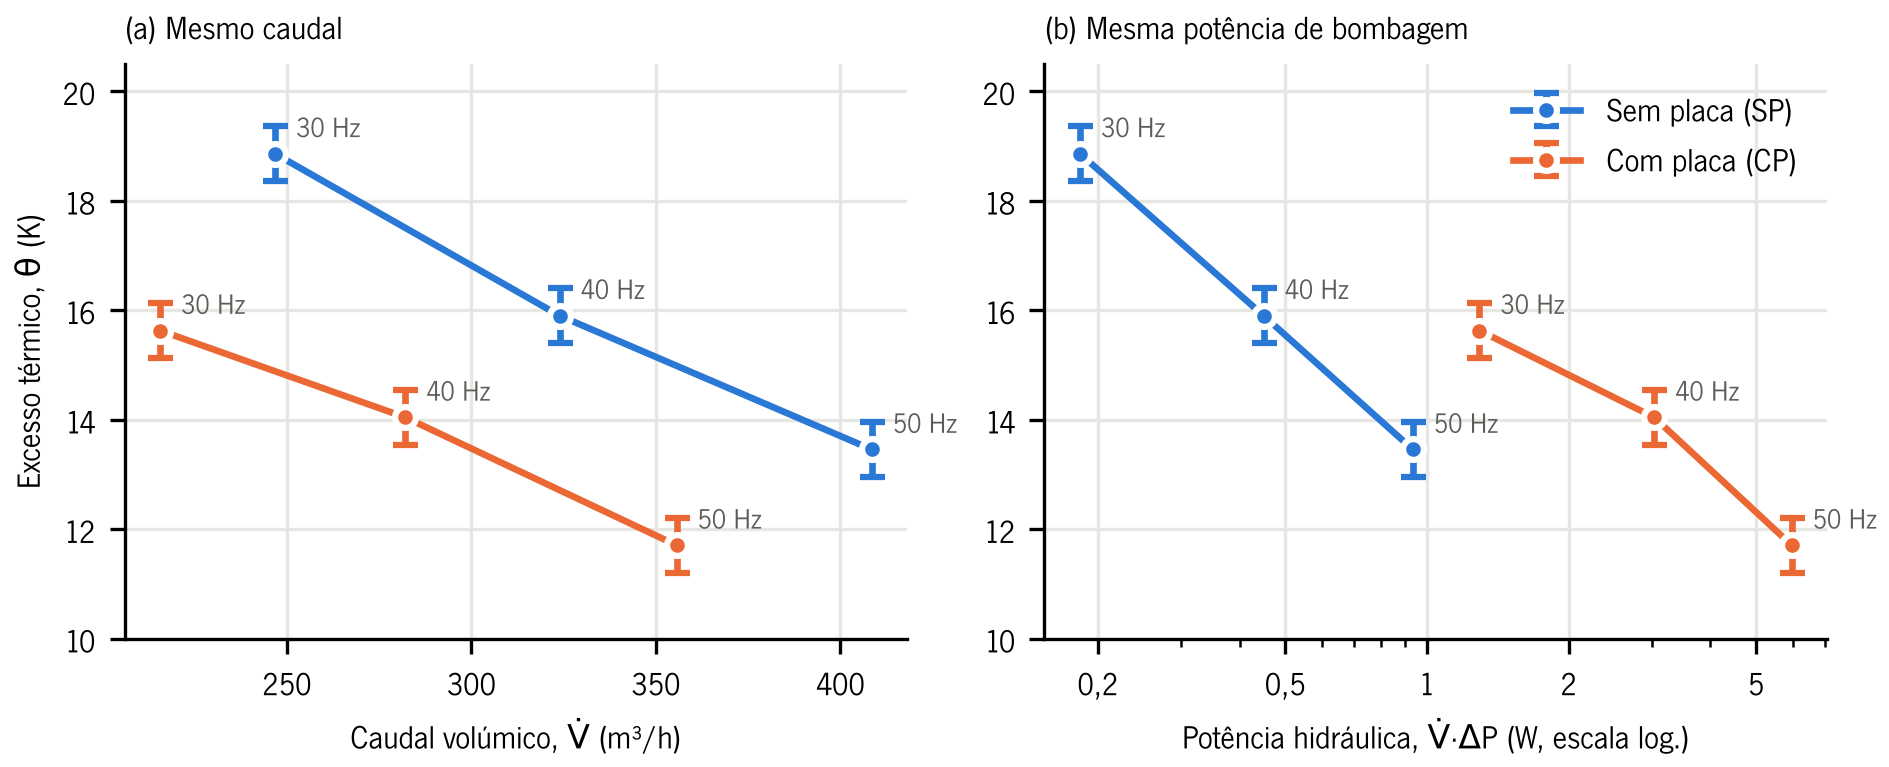 (a) Mesmo caudal
20
18
16
14
12
10
Excesso térmico, θ (K)
30 Hz
40 Hz
50 Hz
30 Hz
40 Hz
50 Hz
250
300
350
400
Caudal volúmico, V̇ (m³/h)
(b) Mesma potência de bombagem
20
18
16
14
12
10
Sem placa (SP)
Com placa (CP)
30 Hz
40 Hz
50 Hz
30 Hz
40 Hz
50 Hz
0,2
0,5
1
2
5
Potência hidráulica, V̇·ΔP (W, escala log.)